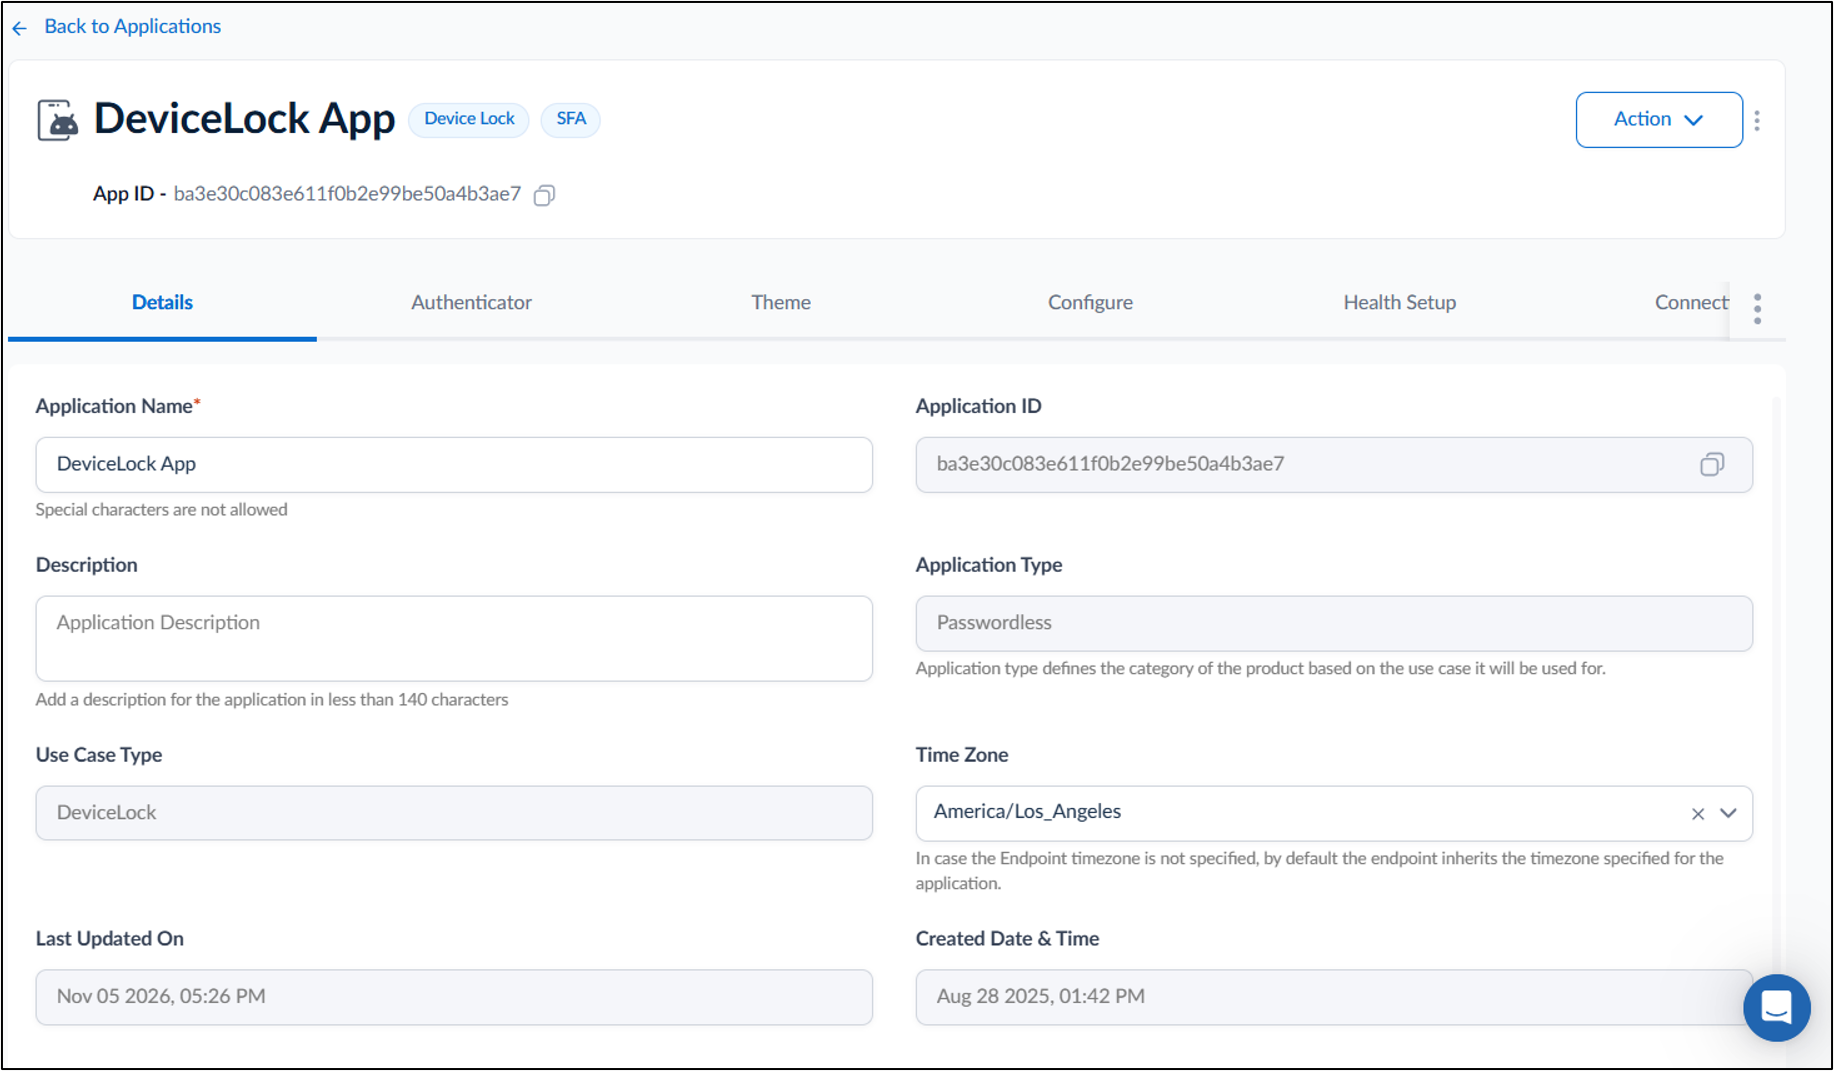 Back to Applications
DeviceLock App Device Lock SFA Action
App ID - ba3e30c083e611f0b2e99be50a4b3ae7
Details Authenticator Theme Configure Health Setup Connect
Application Name* Application ID
DeviceLock App ba3e30c083e611f0b2e99be50a4b3ae7
Special characters are not allowed
Description Application Type
Application Description Passwordless
Application type defines the category of the product based on the use case it will be used for.
Add a description for the application in less than 140 characters
Use Case Type Time Zone
DeviceLock America/Los_Angeles
In case the Endpoint timezone is not specified, by default the endpoint inherits the timezone specified for the
application.
Last Updated On Created Date & Time
Nov 05 2026, 05:26 PM Aug 28 2025, 01:42 PM